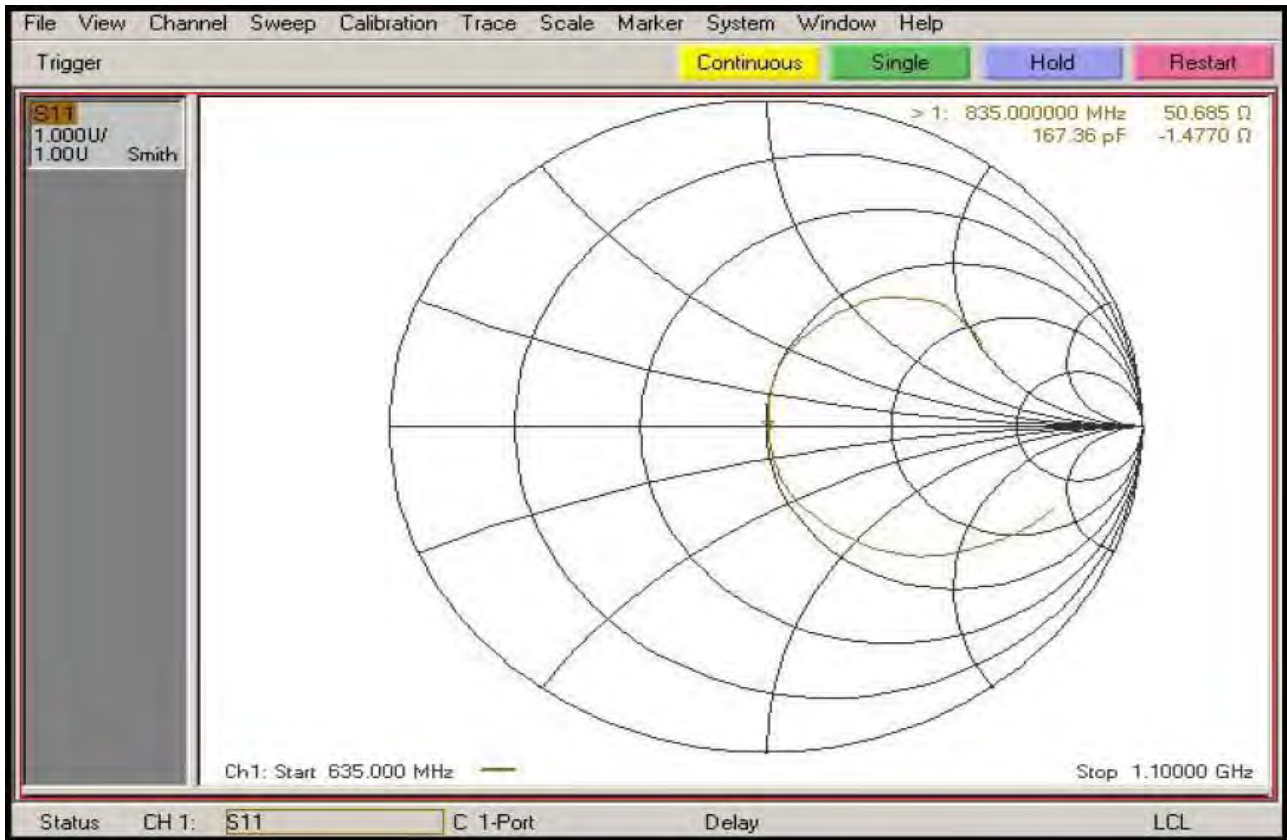 File View Channel Sweep Calibration Trace Scale Marker System Window Help
Trigger Continuous Single Hold Restart
S11
1.000U/
1.00U Smith
> 1: 835.000000 MHz 50.685 Ω
167.36 pF -1.4770 Ω
Ch1: Start 635.000 MHz Stop 1.10000 GHz
Status CH 1: S11 C 1-Port Delay LCL